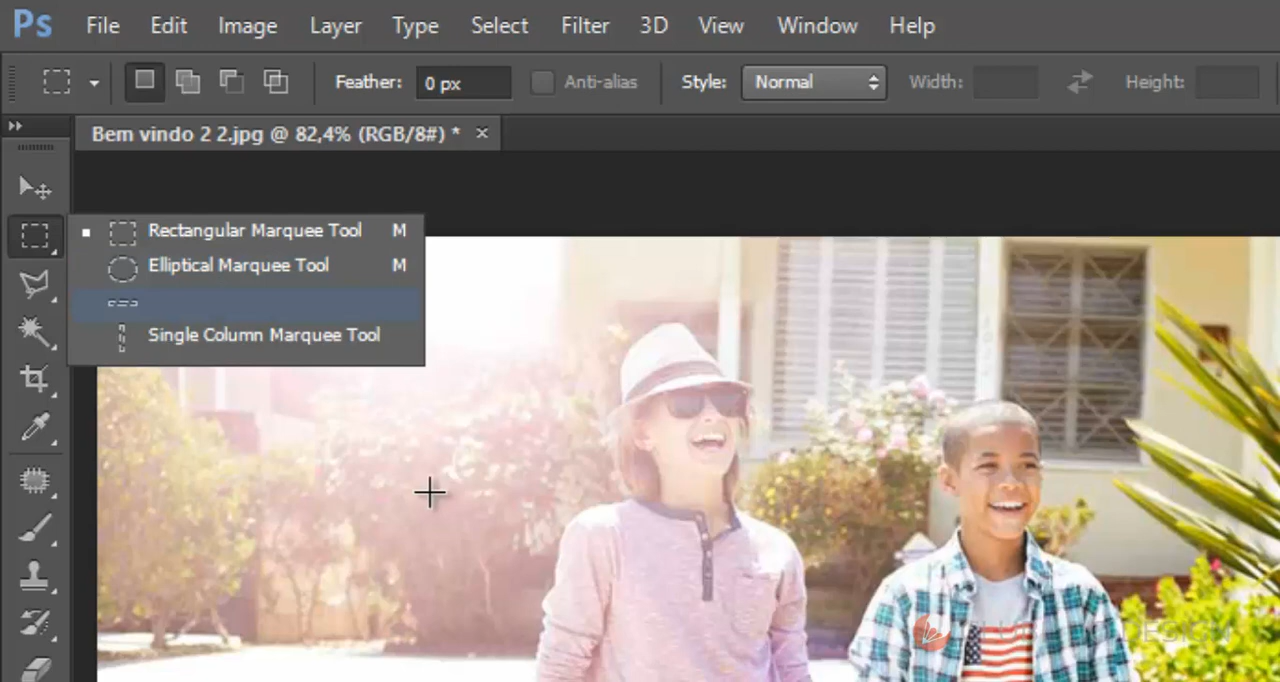 Ps File Edit Image Layer Type Select Filter 3D View Window Help
Feather: 0 px Anti-alias Style: Normal Width: Height:
Bem vindo 2 2.jpg @ 82,4% (RGB/8#) * ×
Rectangular Marquee Tool M
Elliptical Marquee Tool M
Single Column Marquee Tool
DESIGN